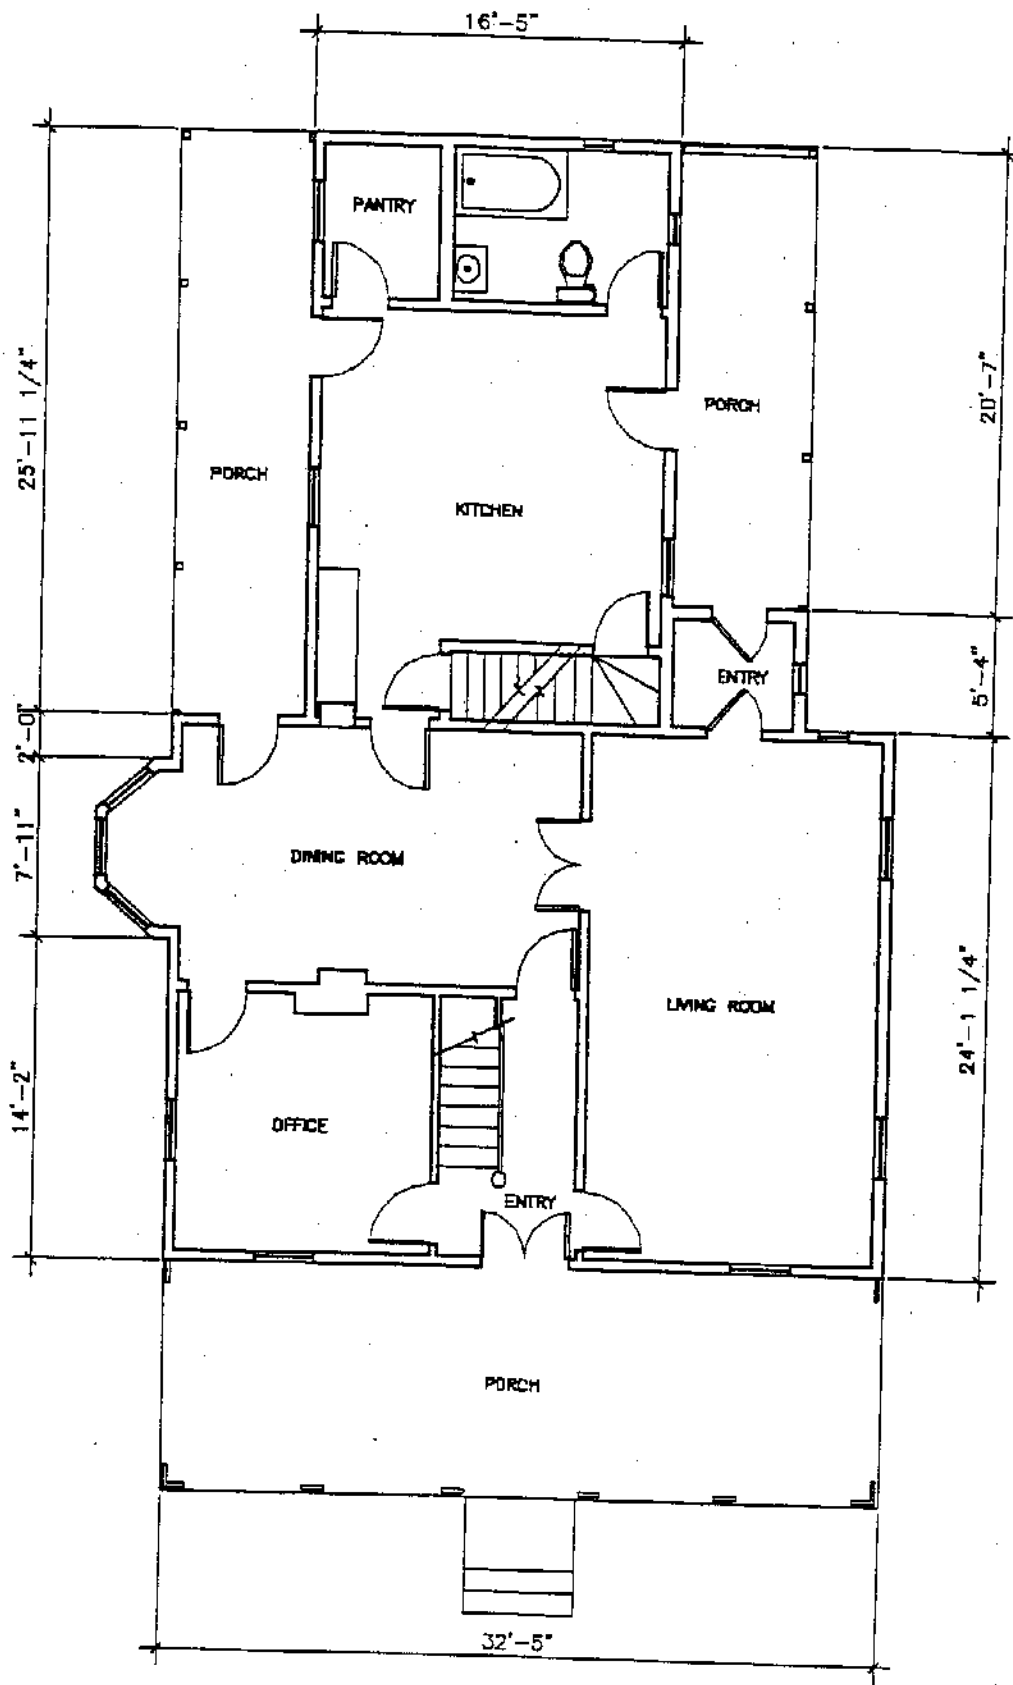 16'-5"
PANTRY
25'-11 1/4"
20'-7"
PORCH
PORCH
KITCHEN
ENTRY
5'-4"
2'-0"
7'-11"
DINING ROOM
LIVING ROOM
24'-1 1/4"
14'-2"
OFFICE
ENTRY
PORCH
32'-5"